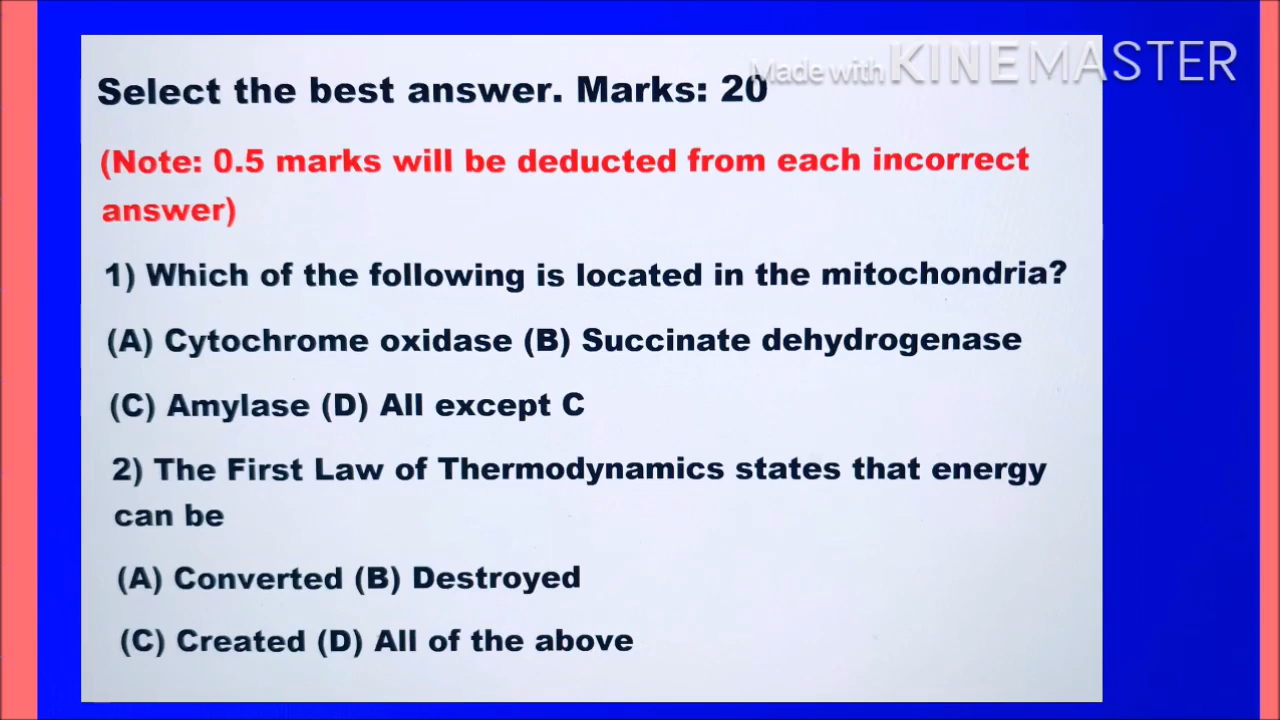 Made with KINEMASTER
Select the best answer. Marks: 20
(Note: 0.5 marks will be deducted from each incorrect
answer)
1) Which of the following is located in the mitochondria?
(A) Cytochrome oxidase (B) Succinate dehydrogenase
(C) Amylase (D) All except C
2) The First Law of Thermodynamics states that energy
can be
(A) Converted (B) Destroyed
(C) Created (D) All of the above